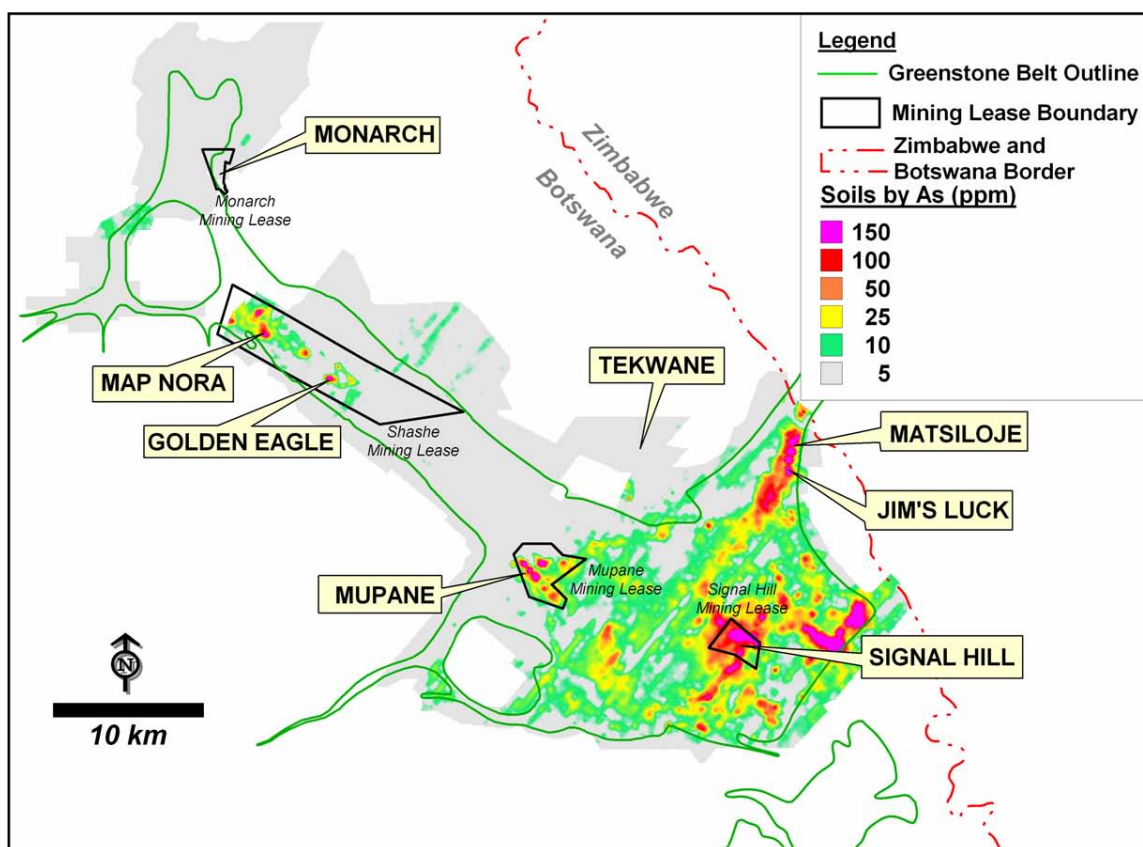 Legend
Greenstone Belt Outline
Mining Lease Boundary
Zimbabwe and
Botswana Border
Soils by As (ppm)
150
100
50
25
10
5
MONARCH
Monarch
Mining Lease
Zimbabwe
Botswana
MAP NORA
GOLDEN EAGLE
Shashe
Mining Lease
TEKWANE
MATSILOJE
JIM'S LUCK
MUPANE
Mupane
Mining Lease
Signal Hill
Mining Lease
SIGNAL HILL
N
10 km